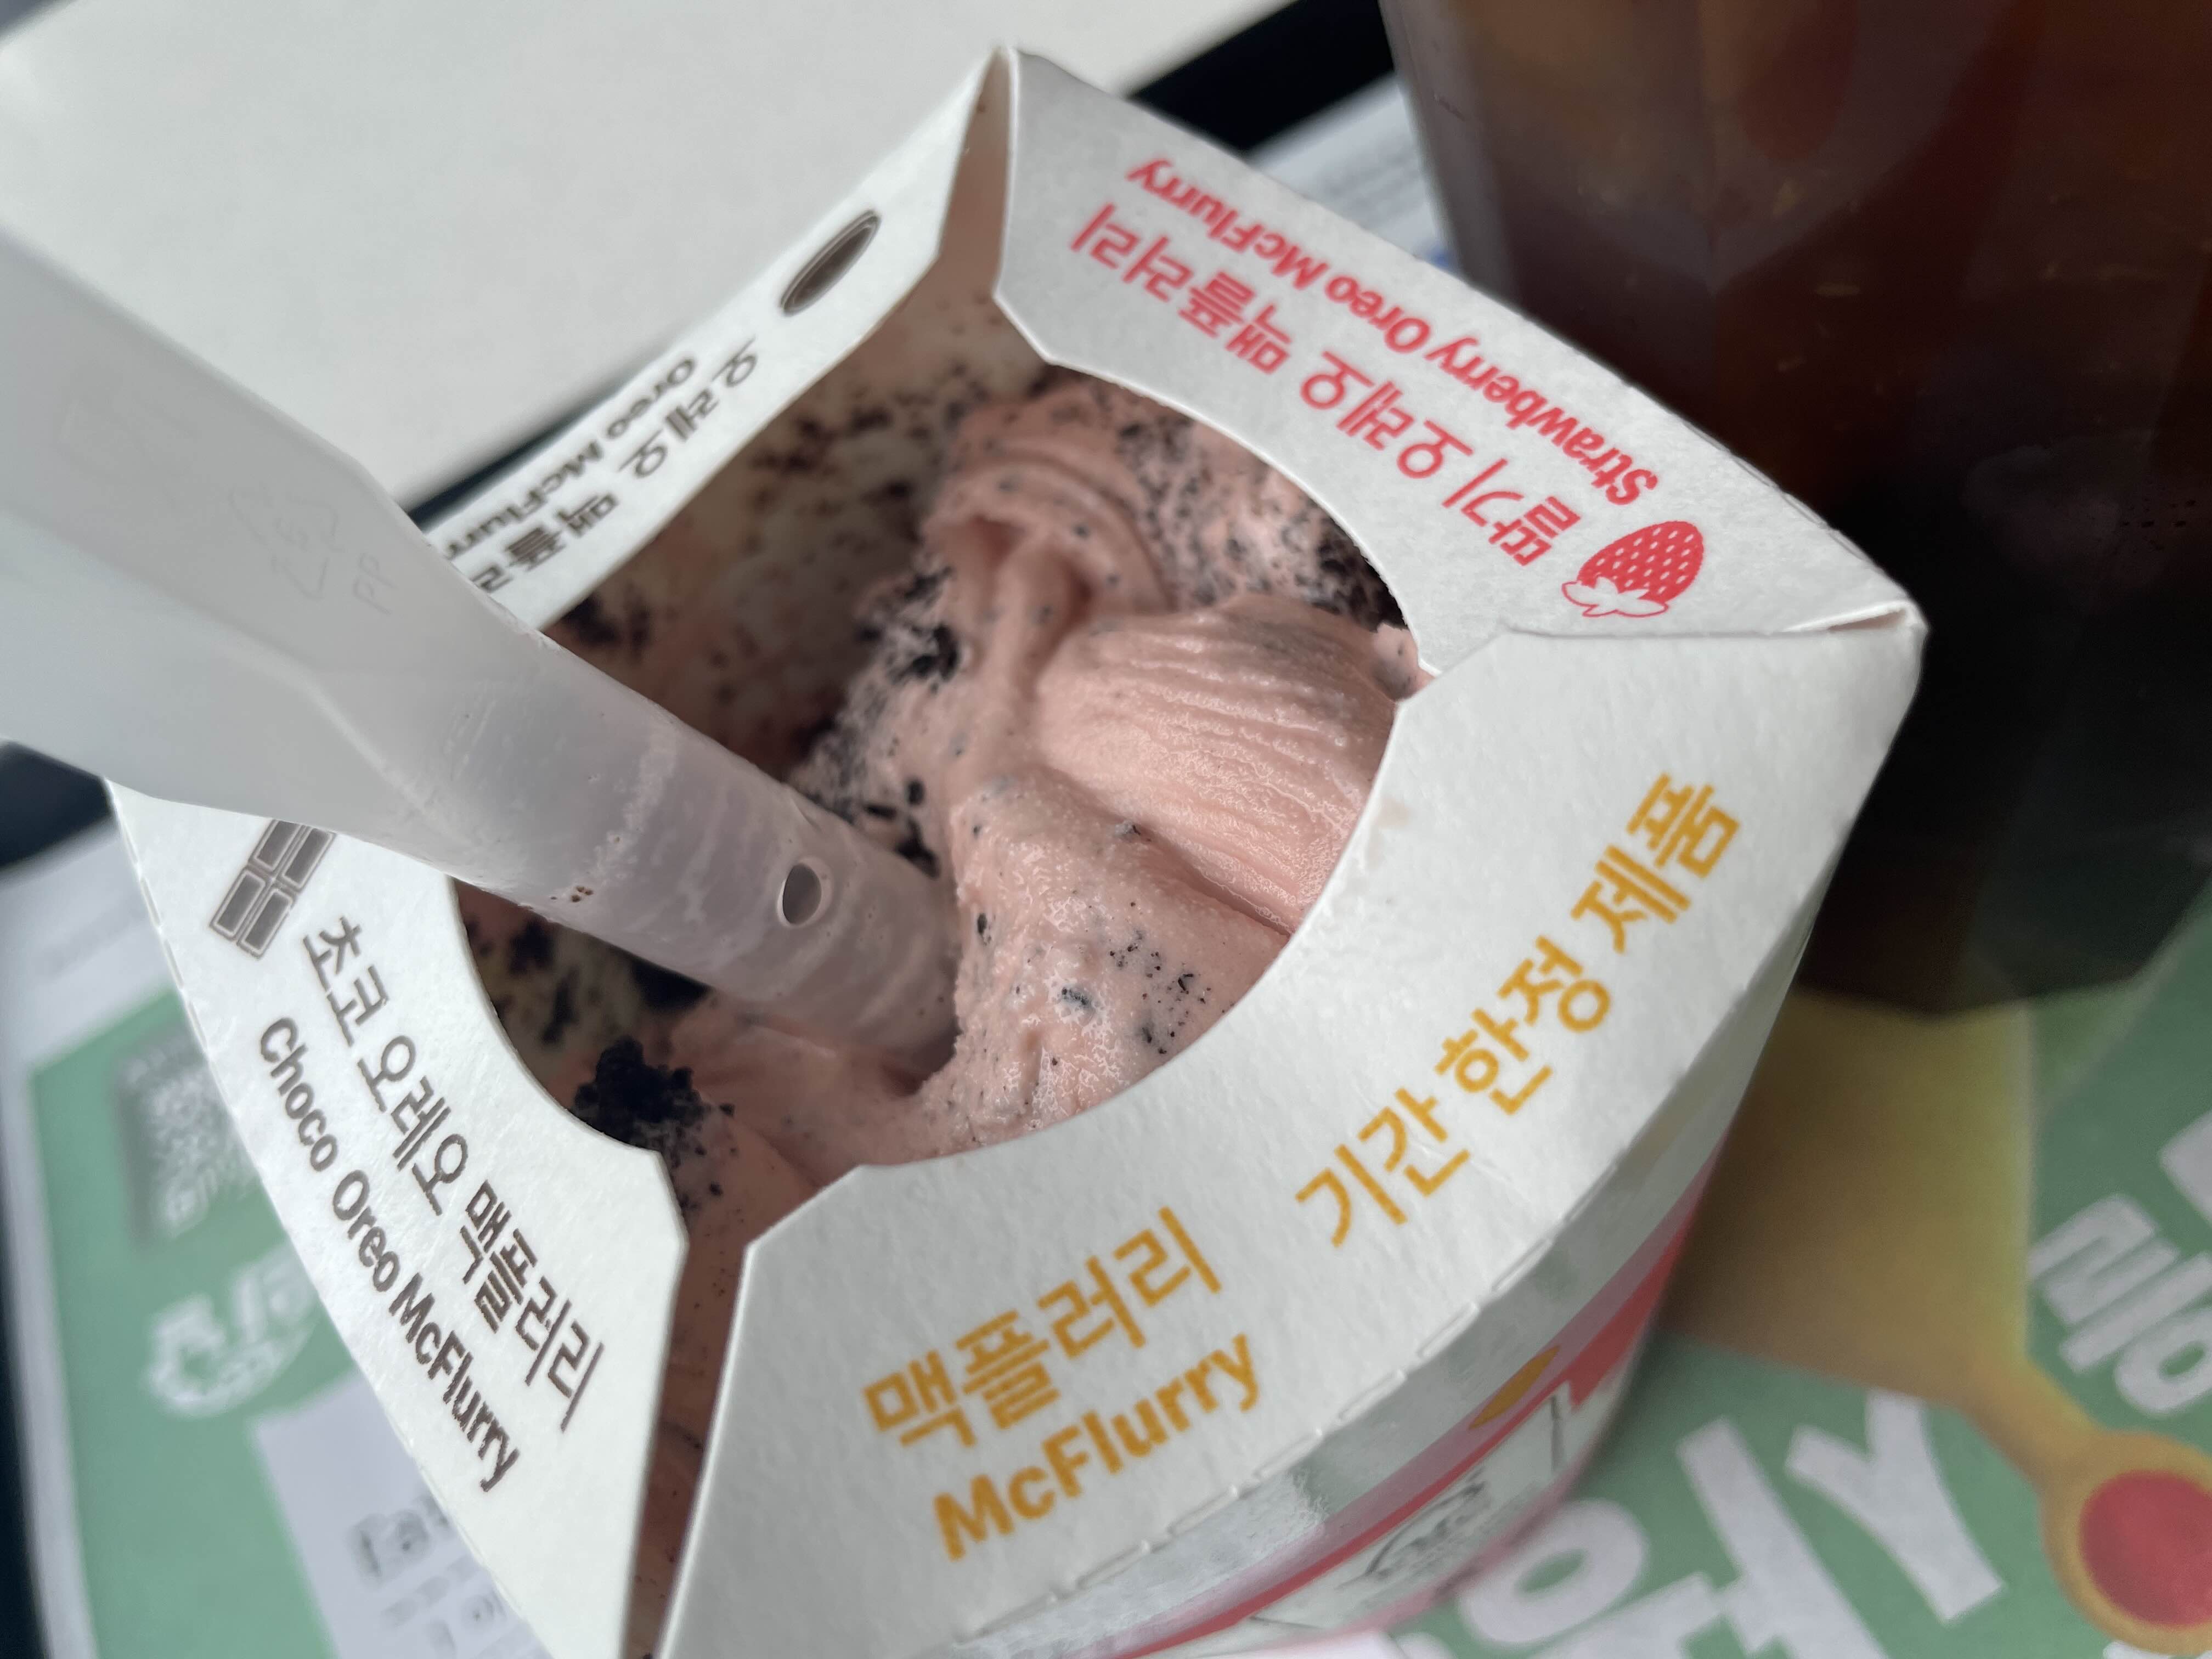 딸기 오레오 맥플러리
Strawberry Oreo McFlurry
오레오 맥플러
Oreo McFlurr
초코 오레오 맥플러리
Choco Oreo McFlurry
맥플러리
McFlurry
기간 한정 제품
PP